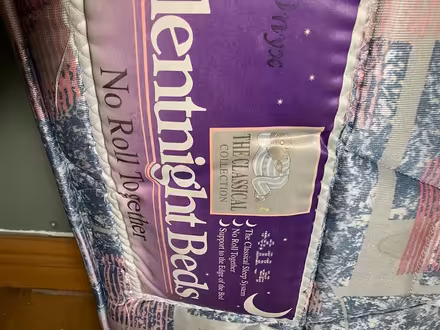 lentnight Beds
No Roll Together
THE CLASSICAL
COLLECTION
The Classical Sleep System
No Roll Together
Support to the Edge of the Bed